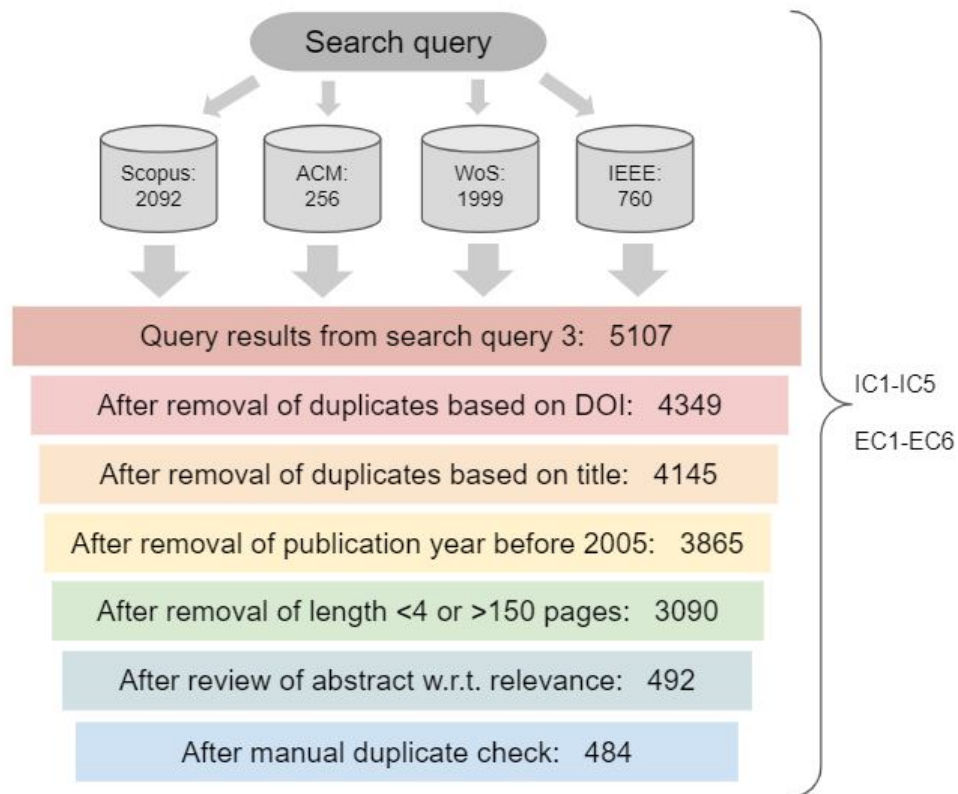 Search query
Scopus:
2092
ACM:
256
WoS:
1999
IEEE:
760
Query results from search query 3: 5107
After removal of duplicates based on DOI: 4349
After removal of duplicates based on title: 4145
After removal of publication year before 2005: 3865
After removal of length <4 or >150 pages: 3090
After review of abstract w.r.t. relevance: 492
After manual duplicate check: 484
IC1-IC5
EC1-EC6